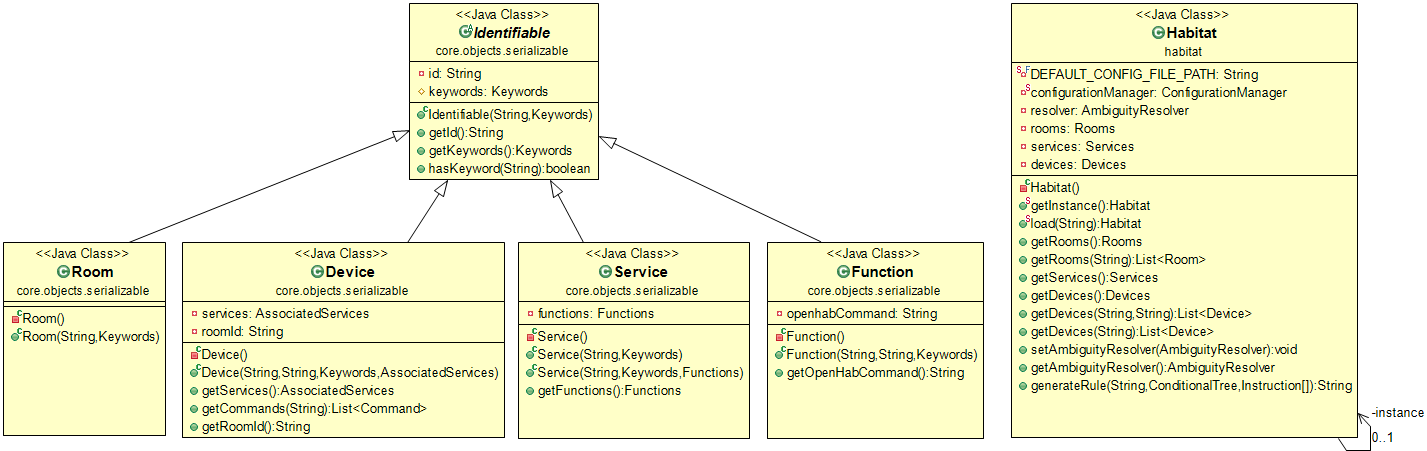 <<Java Class>>
Identifiable
core.objects.serializable
id: String
keywords: Keywords
Identifiable(String,Keywords)
getId():String
getKeywords():Keywords
hasKeyword(String):boolean
<<Java Class>>
Habitat
habitat
DEFAULT_CONFIG_FILE_PATH: String
configurationManager: ConfigurationManager
resolver: AmbiguityResolver
rooms: Rooms
services: Services
devices: Devices
Habitat()
getInstance():Habitat
load(String):Habitat
getRooms():Rooms
getRooms(String):List<Room>
getServices():Services
getDevices():Devices
getDevices(String,String):List<Device>
getDevices(String):List<Device>
setAmbiguityResolver(AmbiguityResolver):void
getAmbiguityResolver():AmbiguityResolver
generateRule(String,ConditionalTree,Instruction[]):String
-instance
0..1
<<Java Class>>
Room
core.objects.serializable
Room()
Room(String,Keywords)
<<Java Class>>
Device
core.objects.serializable
services: AssociatedServices
roomId: String
Device()
Device(String,String,Keywords,AssociatedServices)
getServices():AssociatedServices
getCommands(String):List<Command>
getRoomId():String
<<Java Class>>
Service
core.objects.serializable
functions: Functions
Service()
Service(String,Keywords)
Service(String,Keywords,Functions)
getFunctions():Functions
<<Java Class>>
Function
core.objects.serializable
openhabCommand: String
Function()
Function(String,String,Keywords)
getOpenHabCommand():String